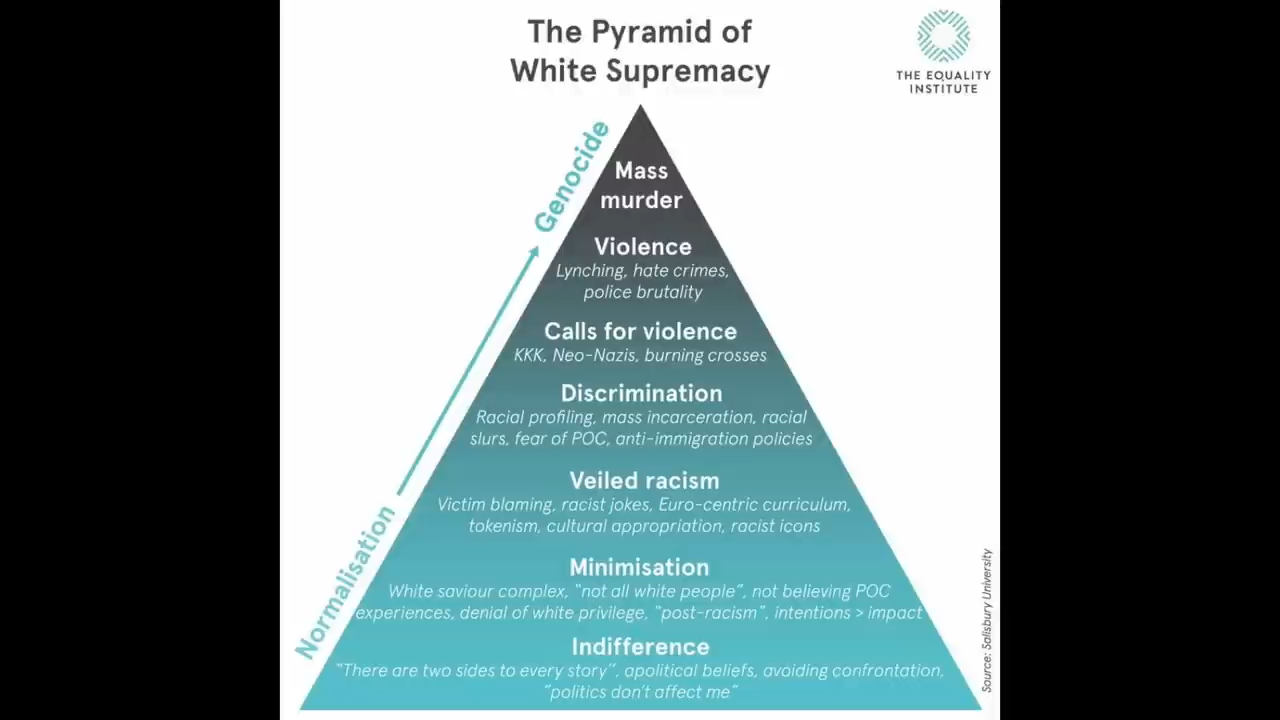 The Pyramid of
White Supremacy
THE EQUALITY
INSTITUTE
Genocide
Normalisation
Mass
murder
Violence
Lynching, hate crimes,
police brutality
Calls for violence
KKK, Neo-Nazis, burning crosses
Discrimination
Racial profiling, mass incarceration, racial
slurs, fear of POC, anti-immigration policies
Veiled racism
Victim blaming, racist jokes, Euro-centric curriculum,
tokenism, cultural appropriation, racist icons
Minimisation
White saviour complex, "not all white people", not believing POC
experiences, denial of white privilege, "post-racism", intentions > impact
Indifference
"There are two sides to every story", apolitical beliefs, avoiding confrontation,
"politics don't affect me"
Source: Salisbury University